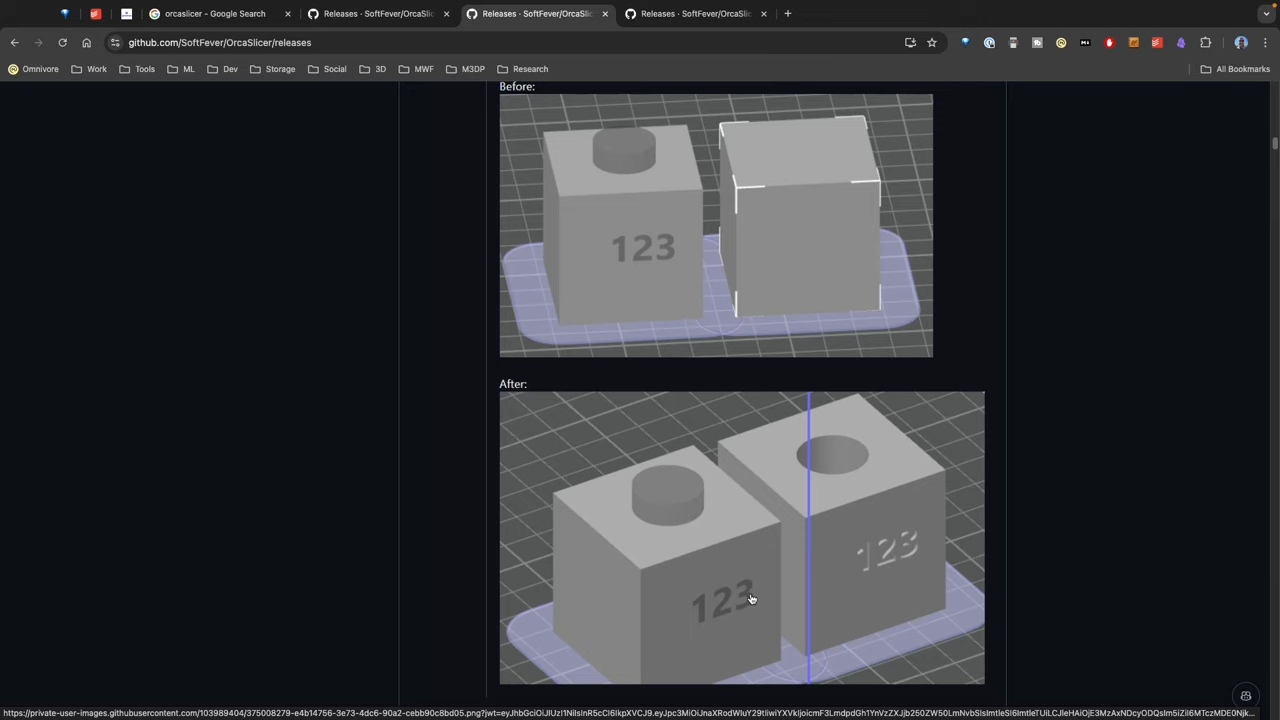 orcaslicer - Google Search
Releases · SoftFever/OrcaSlic
Releases · SoftFever/OrcaSlic
Releases · SoftFever/OrcaSlic
github.com/SoftFever/OrcaSlicer/releases
Omnivore
Work
Tools
ML
Dev
Storage
Social
3D
MWF
M3DP
Research
All Bookmarks
Before:
123
After:
123
123